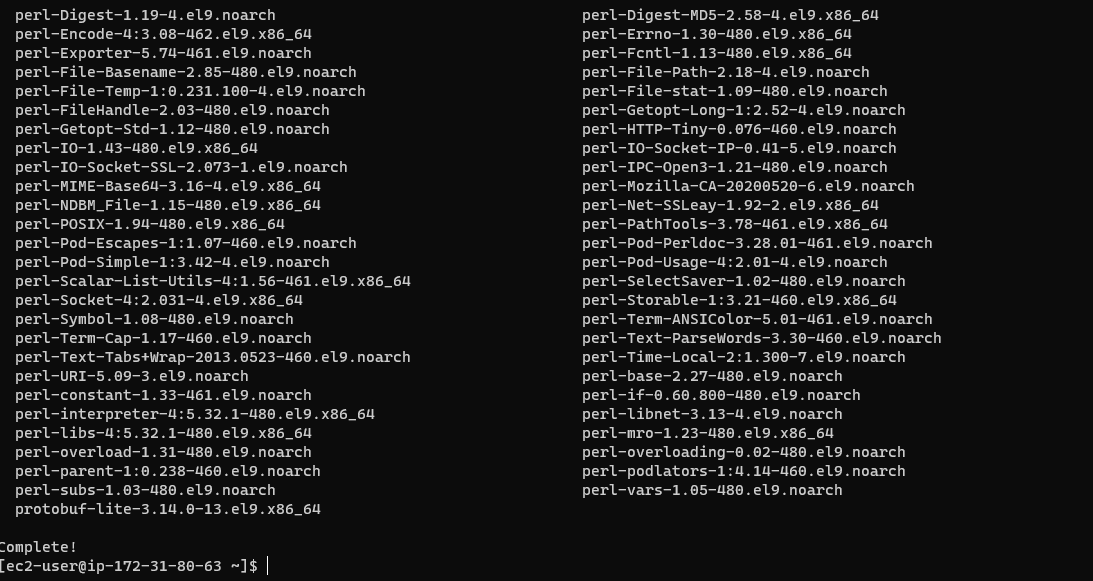 perl-Digest-1.19-4.el9.noarch perl-Digest-MD5-2.58-4.el9.x86_64
perl-Encode-4:3.08-462.el9.x86_64 perl-Errno-1.30-480.el9.x86_64
perl-Exporter-5.74-461.el9.noarch perl-Fcntl-1.13-480.el9.x86_64
perl-File-Basename-2.85-480.el9.noarch perl-File-Path-2.18-4.el9.noarch
perl-File-Temp-1:0.231.100-4.el9.noarch perl-File-stat-1.09-480.el9.noarch
perl-FileHandle-2.03-480.el9.noarch perl-Getopt-Long-1:2.52-4.el9.noarch
perl-Getopt-Std-1.12-480.el9.noarch perl-HTTP-Tiny-0.076-460.el9.noarch
perl-IO-1.43-480.el9.x86_64 perl-IO-Socket-IP-0.41-5.el9.noarch
perl-IO-Socket-SSL-2.073-1.el9.noarch perl-IPC-Open3-1.21-480.el9.noarch
perl-MIME-Base64-3.16-4.el9.x86_64 perl-Mozilla-CA-20200520-6.el9.noarch
perl-NDBM_File-1.15-480.el9.x86_64 perl-Net-SSLeay-1.92-2.el9.x86_64
perl-POSIX-1.94-480.el9.x86_64 perl-PathTools-3.78-461.el9.x86_64
perl-Pod-Escapes-1:1.07-460.el9.noarch perl-Pod-Perldoc-3.28.01-461.el9.noarch
perl-Pod-Simple-1:3.42-4.el9.noarch perl-Pod-Usage-4:2.01-4.el9.noarch
perl-Scalar-List-Utils-4:1.56-461.el9.x86_64 perl-SelectSaver-1.02-480.el9.noarch
perl-Socket-4:2.031-4.el9.x86_64 perl-Storable-1:3.21-460.el9.x86_64
perl-Symbol-1.08-480.el9.noarch perl-Term-ANSIColor-5.01-461.el9.noarch
perl-Term-Cap-1.17-460.el9.noarch perl-Text-ParseWords-3.30-460.el9.noarch
perl-Text-Tabs+Wrap-2013.0523-460.el9.noarch perl-Time-Local-2:1.300-7.el9.noarch
perl-URI-5.09-3.el9.noarch perl-base-2.27-480.el9.noarch
perl-constant-1.33-461.el9.noarch perl-if-0.60.800-480.el9.noarch
perl-interpreter-4:5.32.1-480.el9.x86_64 perl-libnet-3.13-4.el9.noarch
perl-libs-4:5.32.1-480.el9.x86_64 perl-mro-1.23-480.el9.x86_64
perl-overload-1.31-480.el9.noarch perl-overloading-0.02-480.el9.noarch
perl-parent-1:0.238-460.el9.noarch perl-podlators-1:4.14-460.el9.noarch
perl-subs-1.03-480.el9.noarch perl-vars-1.05-480.el9.noarch
protobuf-lite-3.14.0-13.el9.x86_64
Complete!
[ec2-user@ip-172-31-80-63 ~]$